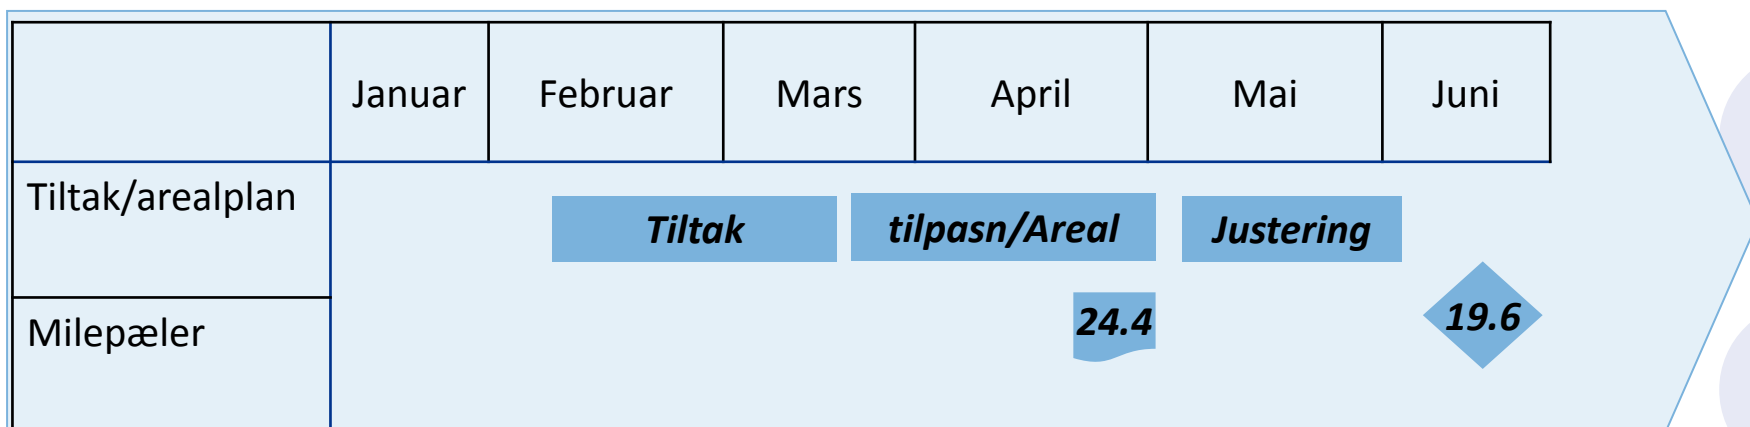 Januar Februar Mars April Mai Juni
Tiltak/arealplan
Tiltak tilpasn/Areal Justering
Milepæler
24.4 19.6